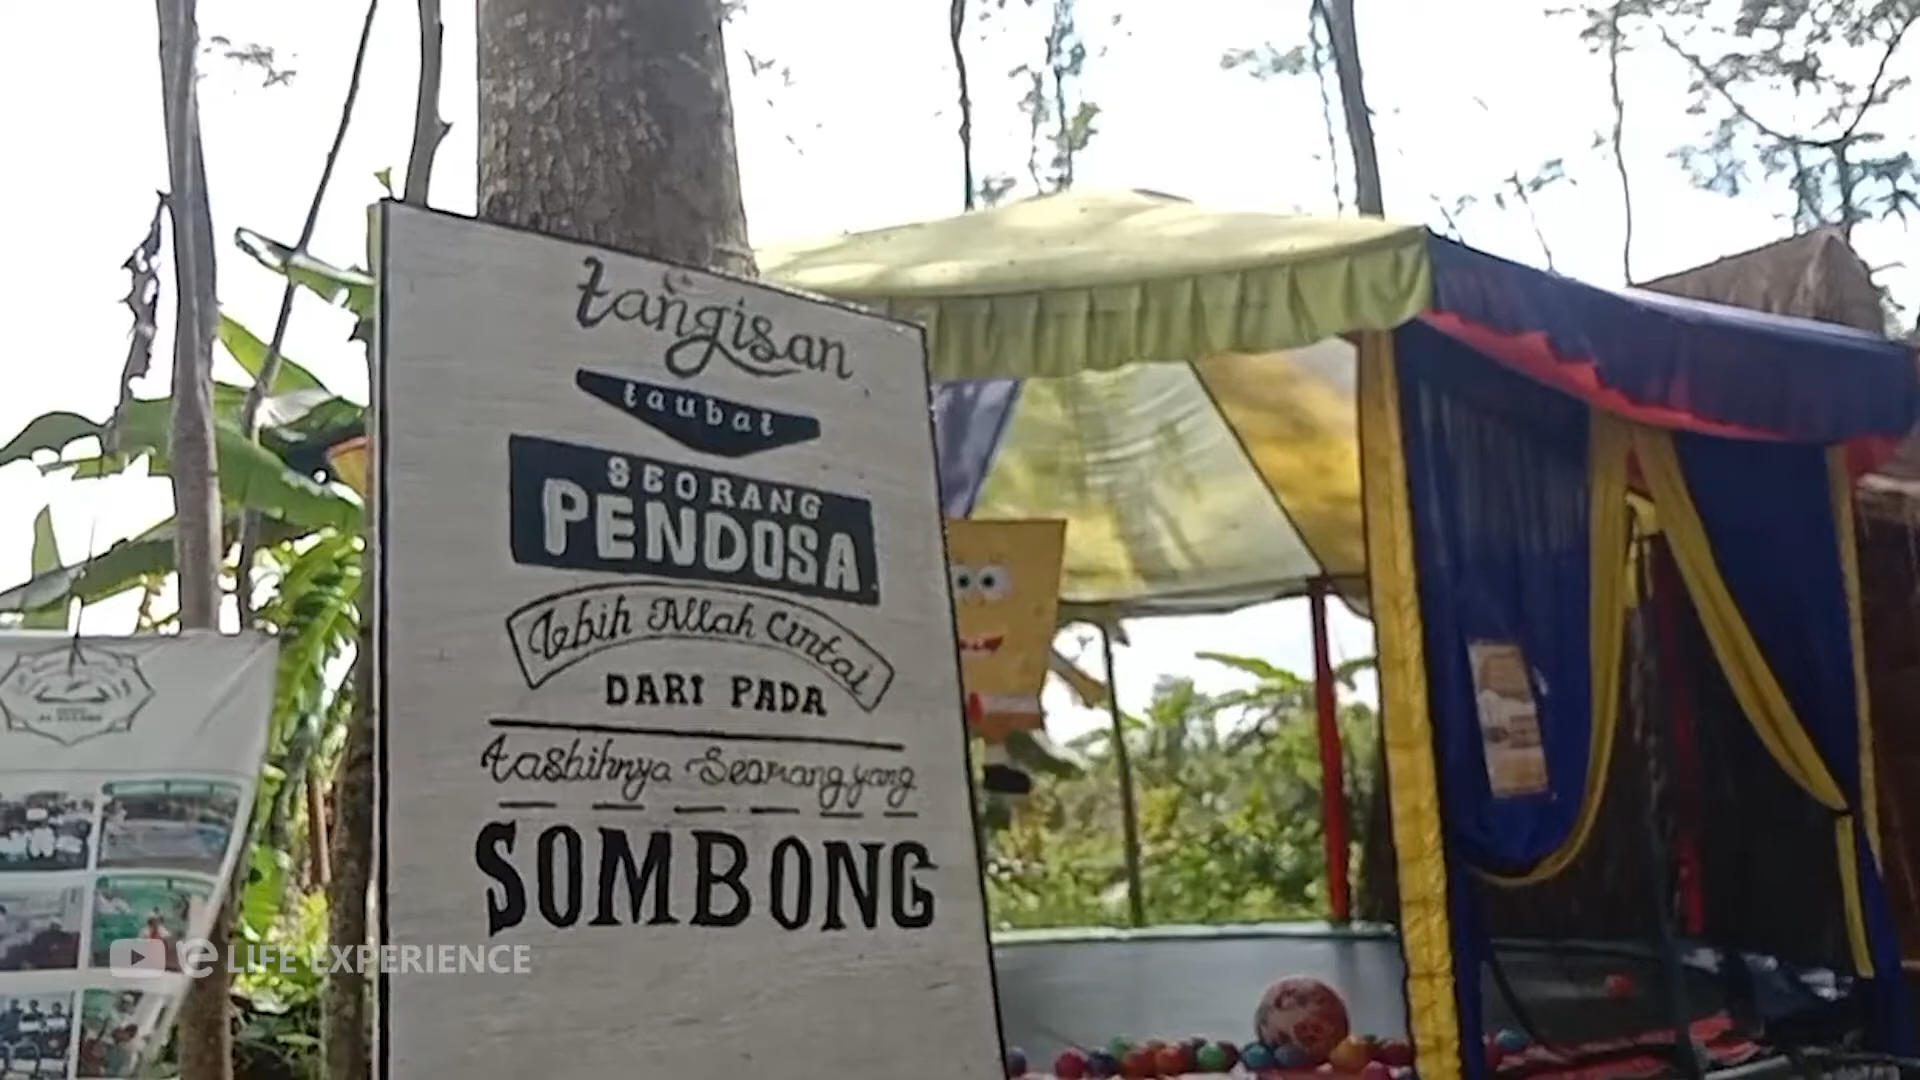 tangisan
taubat
SEORANG
PENDOSA
Lebih Allah Cintai
DARI PADA
tasbihnya Seorang yang
SOMBONG
LIFE EXPERIENCE